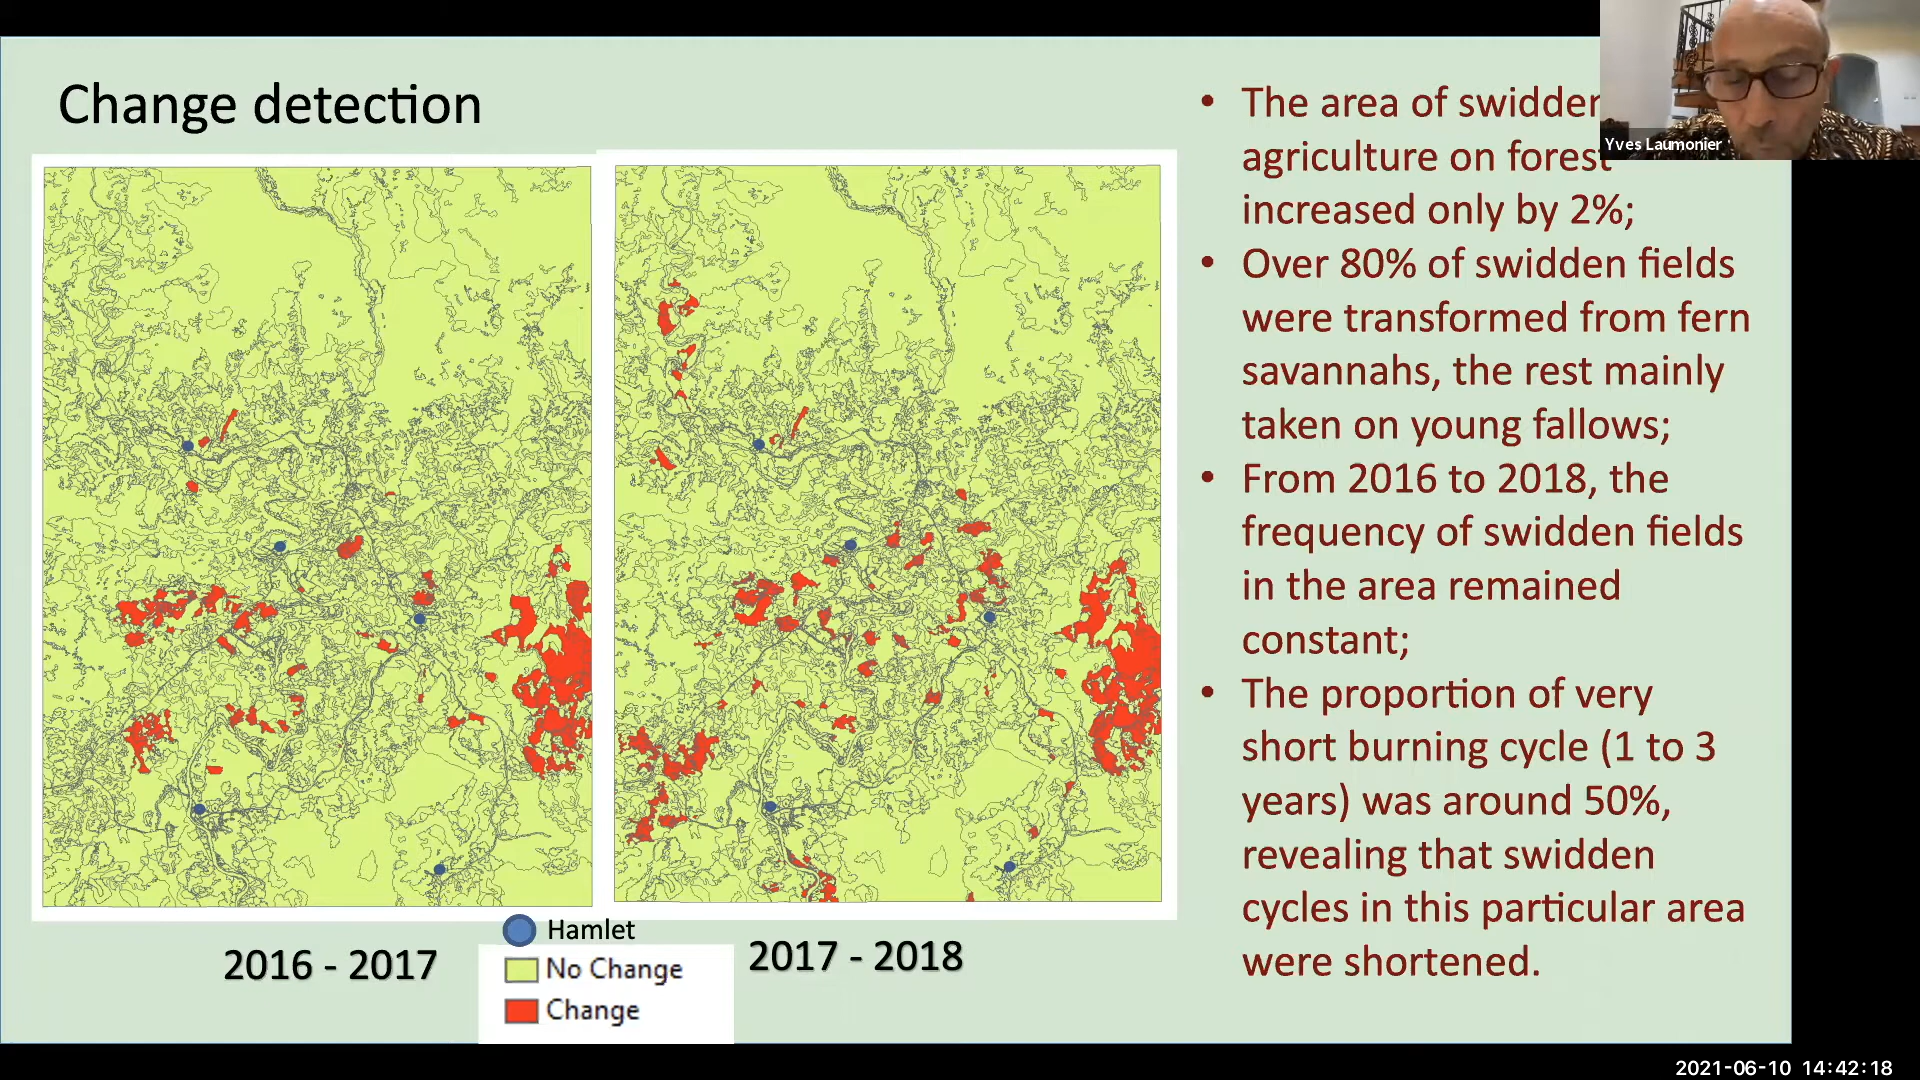 Change detection
• The area of swidden
agriculture on forest
increased only by 2%;
• Over 80% of swidden fields
were transformed from fern
savannahs, the rest mainly
taken on young fallows;
• From 2016 to 2018, the
frequency of swidden fields
in the area remained
constant;
• The proportion of very
short burning cycle (1 to 3
years) was around 50%,
revealing that swidden
cycles in this particular area
were shortened.
Yves Laumonier
Hamlet
No Change
Change
2016 - 2017
2017 - 2018
2021-06-10 14:42:18